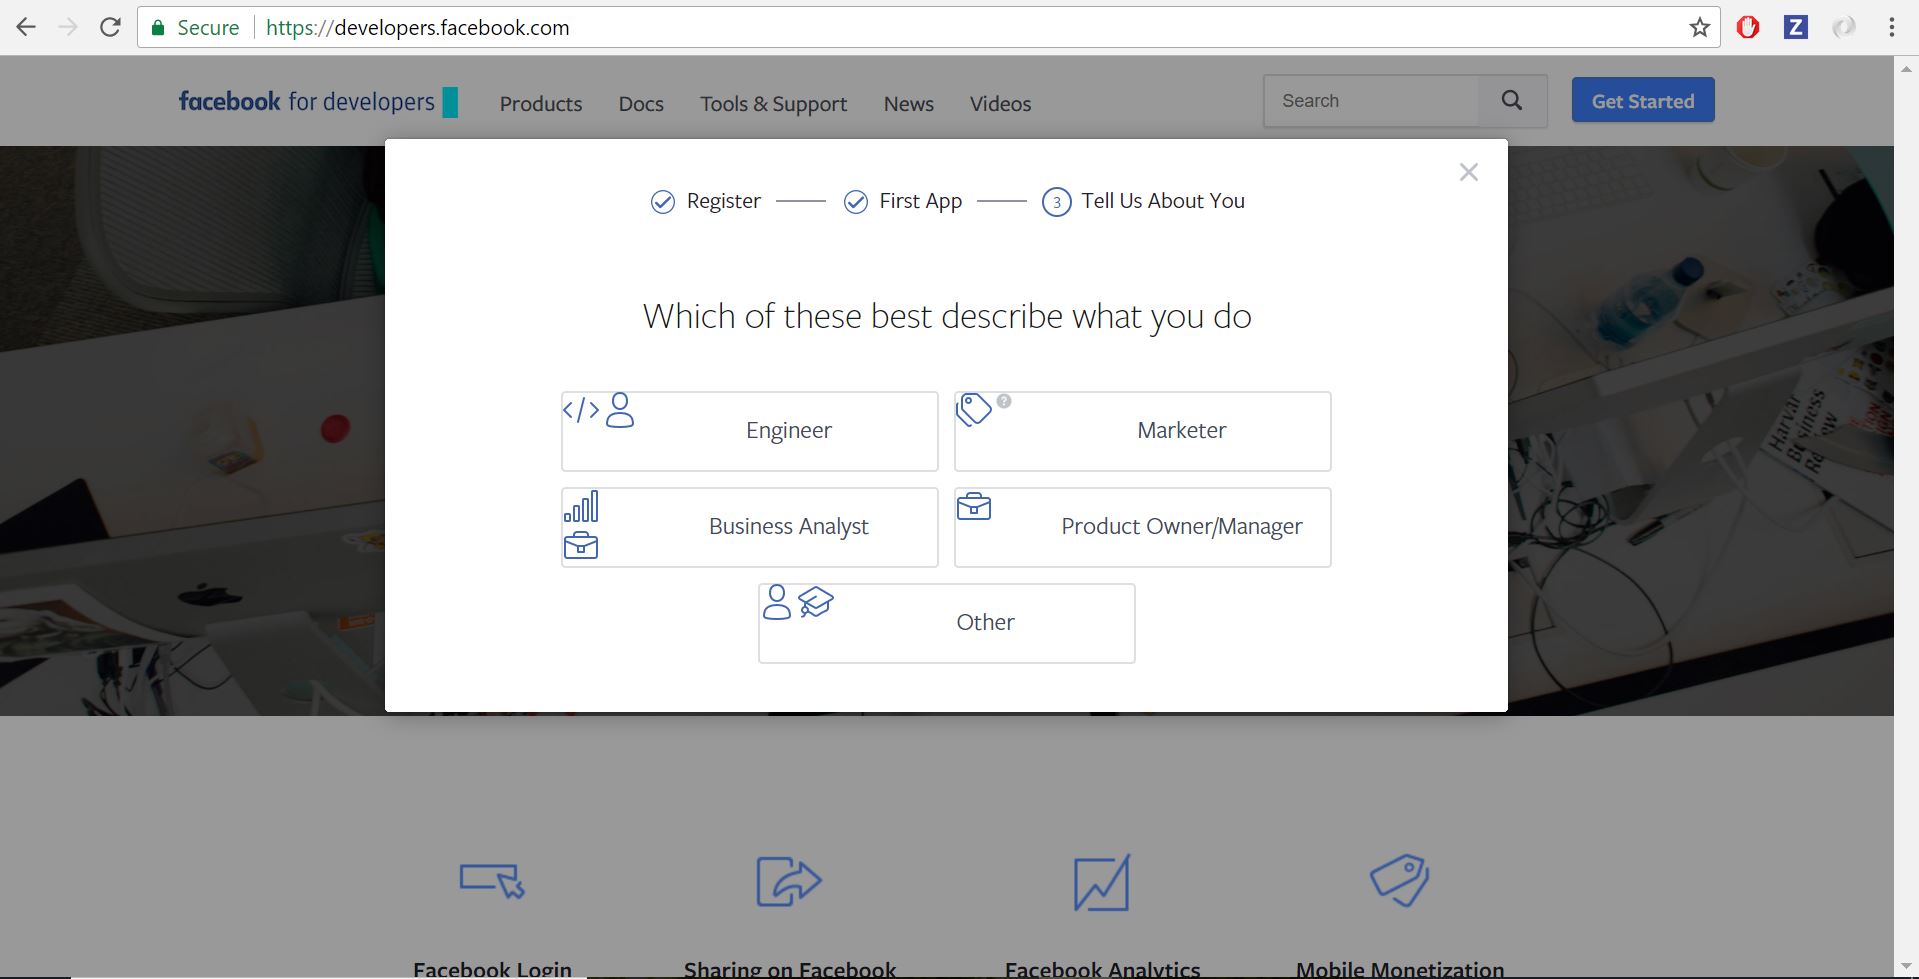 Secure https://developers.facebook.com
Z
facebook for developers Products Docs Tools & Support News Videos Search Get Started
Register First App 3 Tell Us About You
Which of these best describe what you do
Engineer
? Marketer
Business Analyst
Product Owner/Manager
Other
Harvard
Business
Facebook Login Sharing on Facebook Facebook Analytics Mobile Monetization